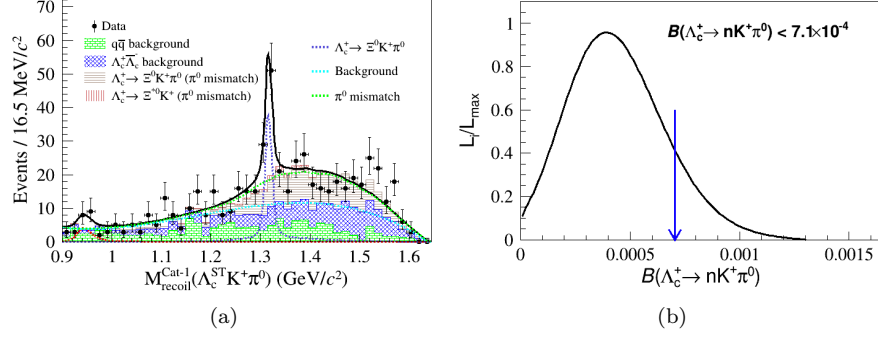 70
60
50
40
30
20
10
0
Events / 16.5 MeV/c²
Data
qq̅ background
Λc⁺Λ̅c⁻ background
Λc⁺→ Ξ⁰K⁺π⁰ (π⁰ mismatch)
Λc⁺→ Ξ*⁰K⁺ (π⁰ mismatch)
Λc⁺→ Ξ⁰K⁺π⁰
Background
π⁰ mismatch
0.9 1 1.1 1.2 1.3 1.4 1.5 1.6
M Cat-1 recoil (Λc ST K⁺π⁰) (GeV/c²)
(a)
1
0.8
0.6
0.4
0.2
0
Li/Lmax
B(Λc⁺→ nK⁺π⁰) < 7.1×10⁻⁴
0 0.0005 0.001 0.0015
B(Λc⁺→ nK⁺π⁰)
(b)